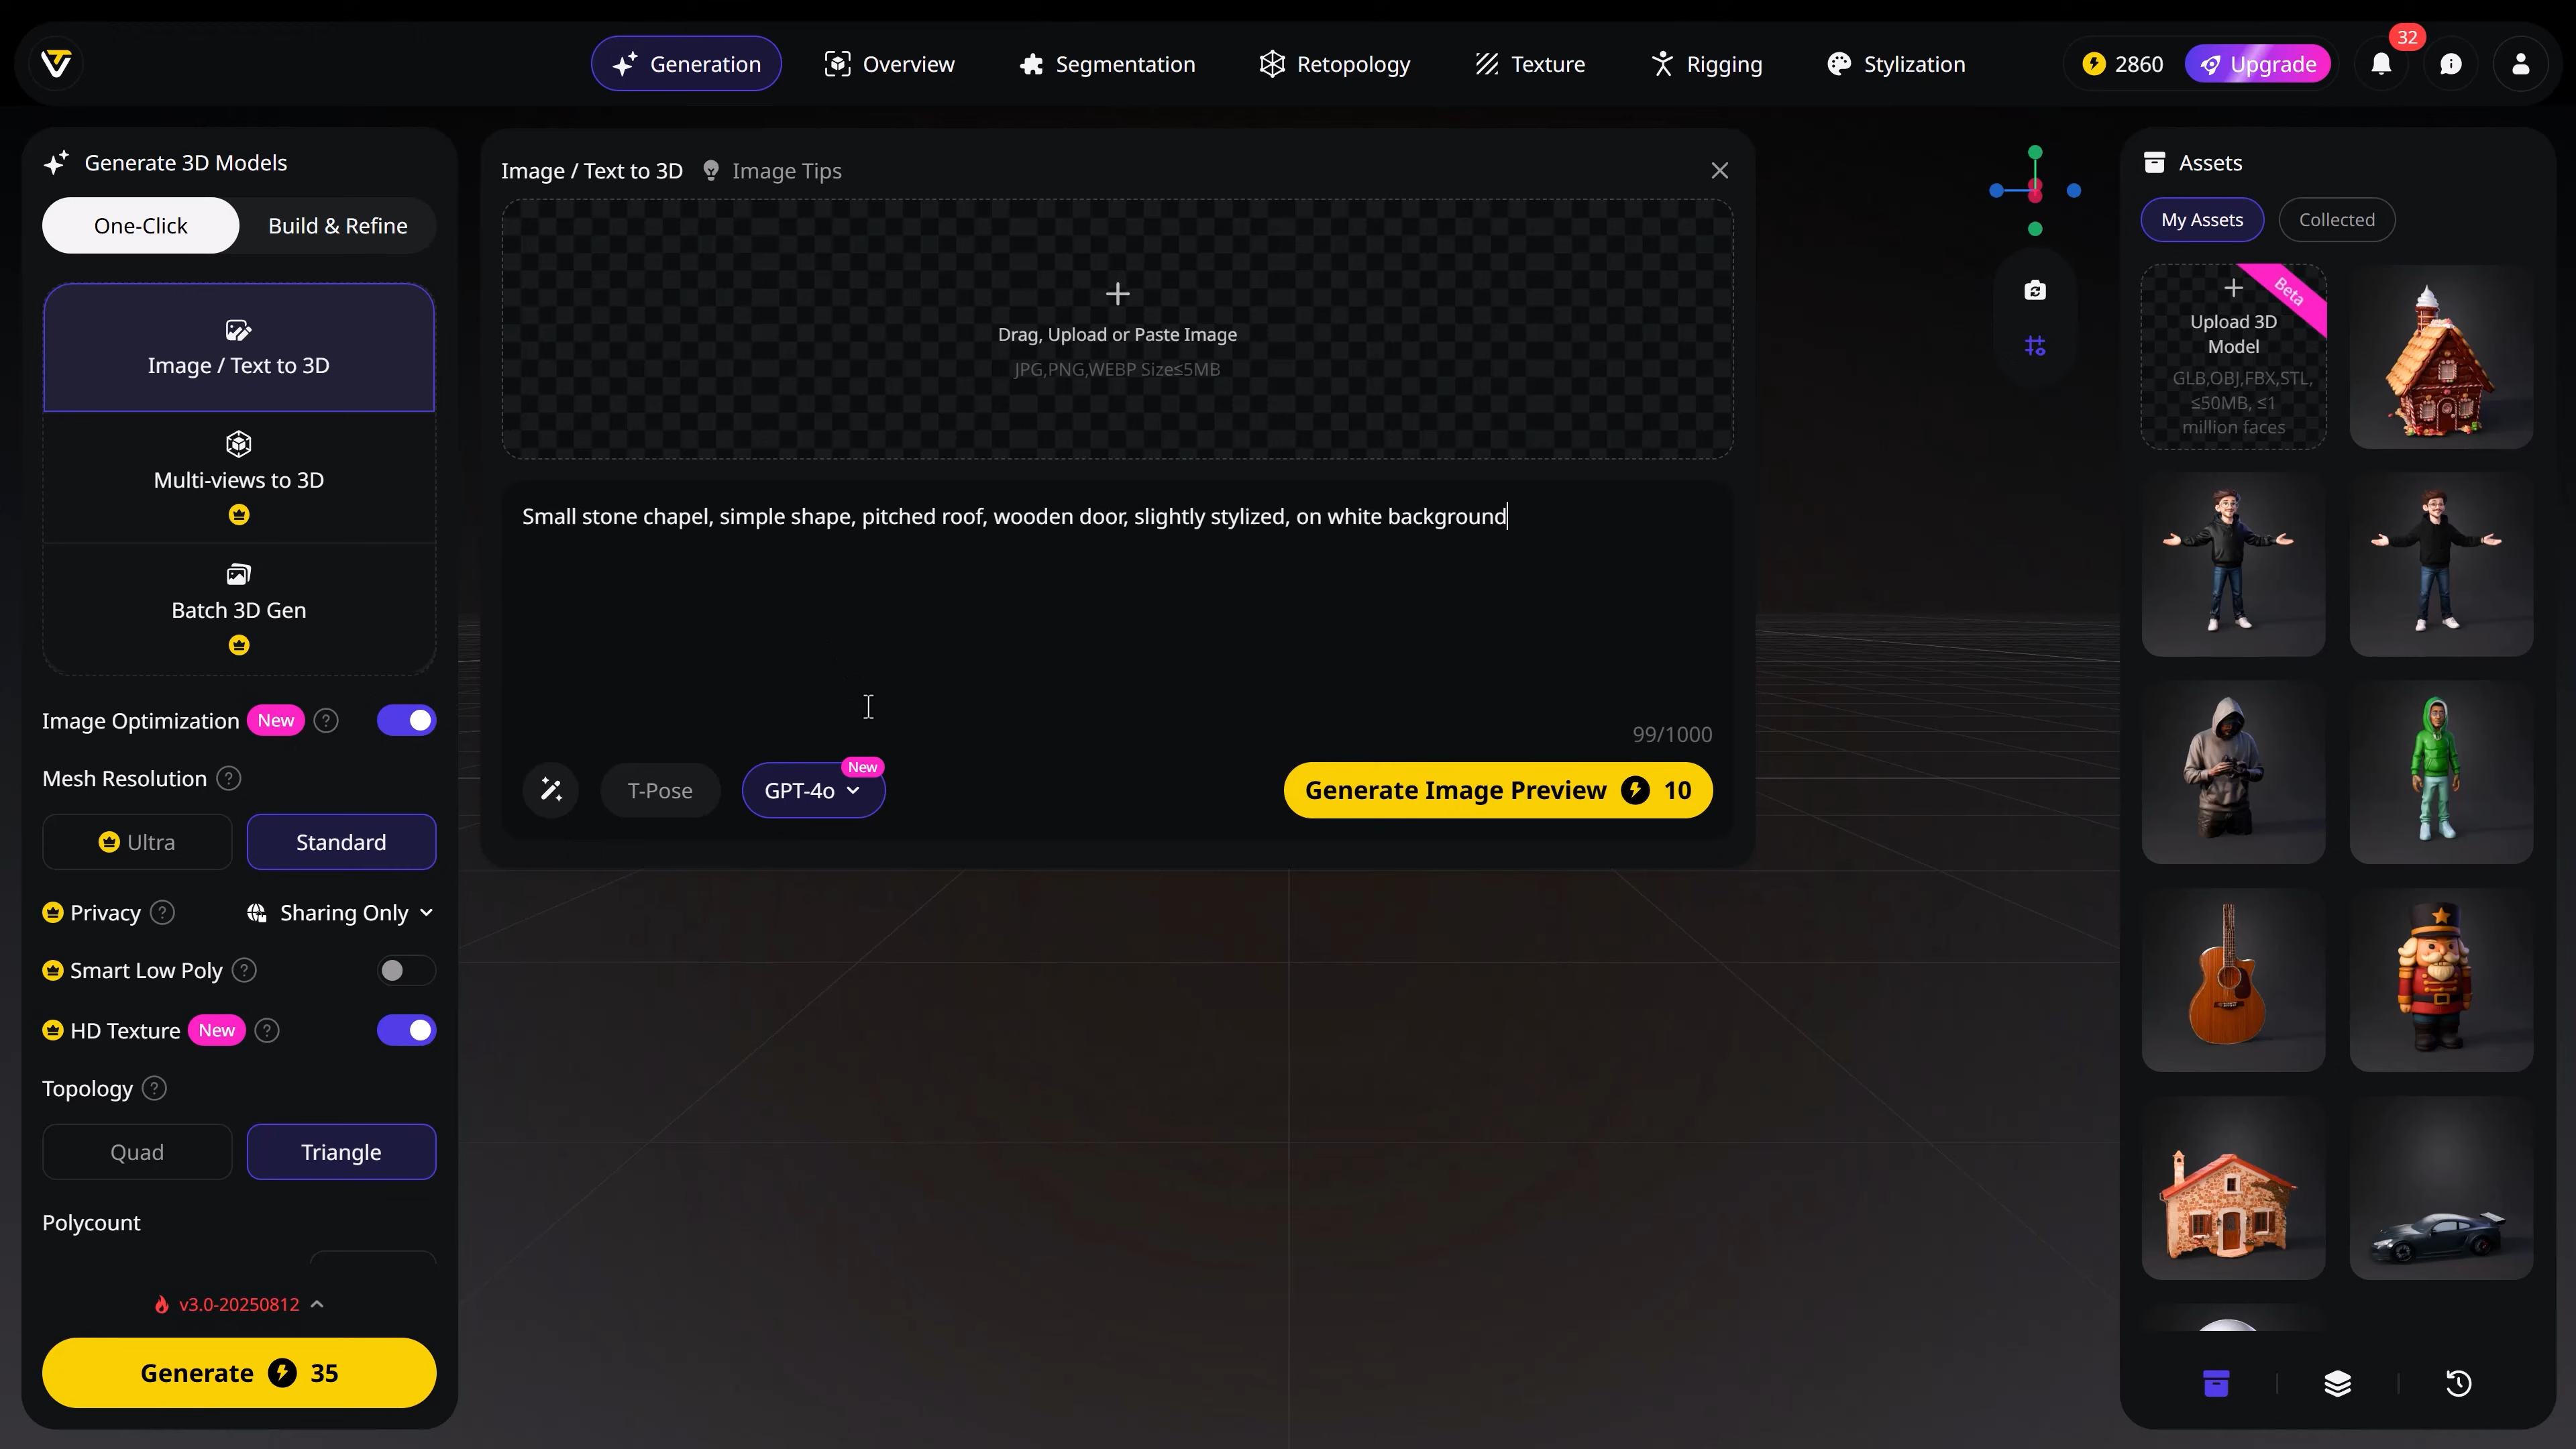 Generation
Overview
Segmentation
Retopology
Texture
Rigging
Stylization
2860
Upgrade
32
Generate 3D Models
One-Click
Build & Refine
Image / Text to 3D
Multi-views to 3D
Batch 3D Gen
Image Optimization New ?
Mesh Resolution ?
Ultra
Standard
Privacy ? Sharing Only
Smart Low Poly ?
HD Texture New ?
Topology ?
Quad
Triangle
Polycount
v3.0-20250812
Generate 35
Image / Text to 3D
Image Tips
Drag, Upload or Paste Image
JPG,PNG,WEBP Size≤5MB
Small stone chapel, simple shape, pitched roof, wooden door, slightly stylized, on white background
99/1000
T-Pose
GPT-4o
New
Generate Image Preview 10
Assets
My Assets
Collected
Beta
Upload 3D
Model
GLB,OBJ,FBX,STL,
≤50MB, ≤1
million faces